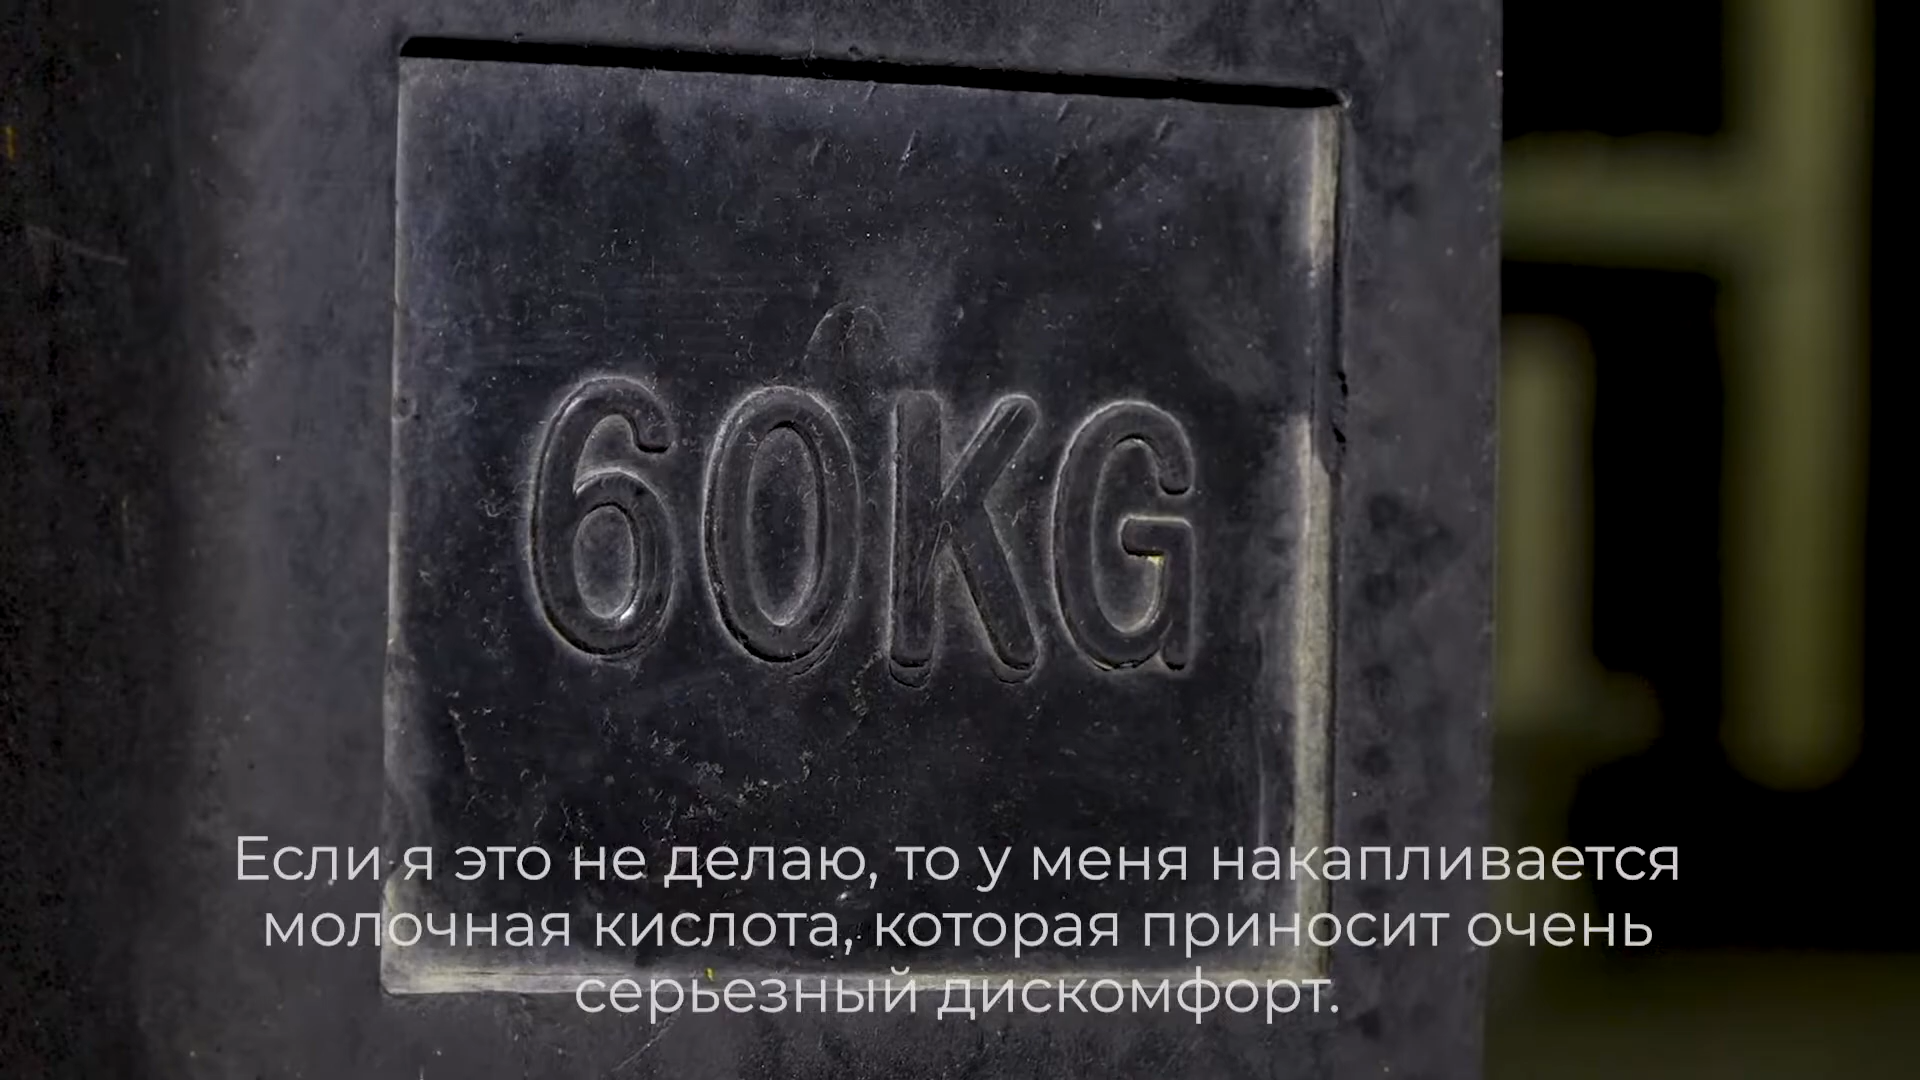 60KG
Если я это не делаю, то у меня накапливается
молочная кислота, которая приносит очень
серьезный дискомфорт.